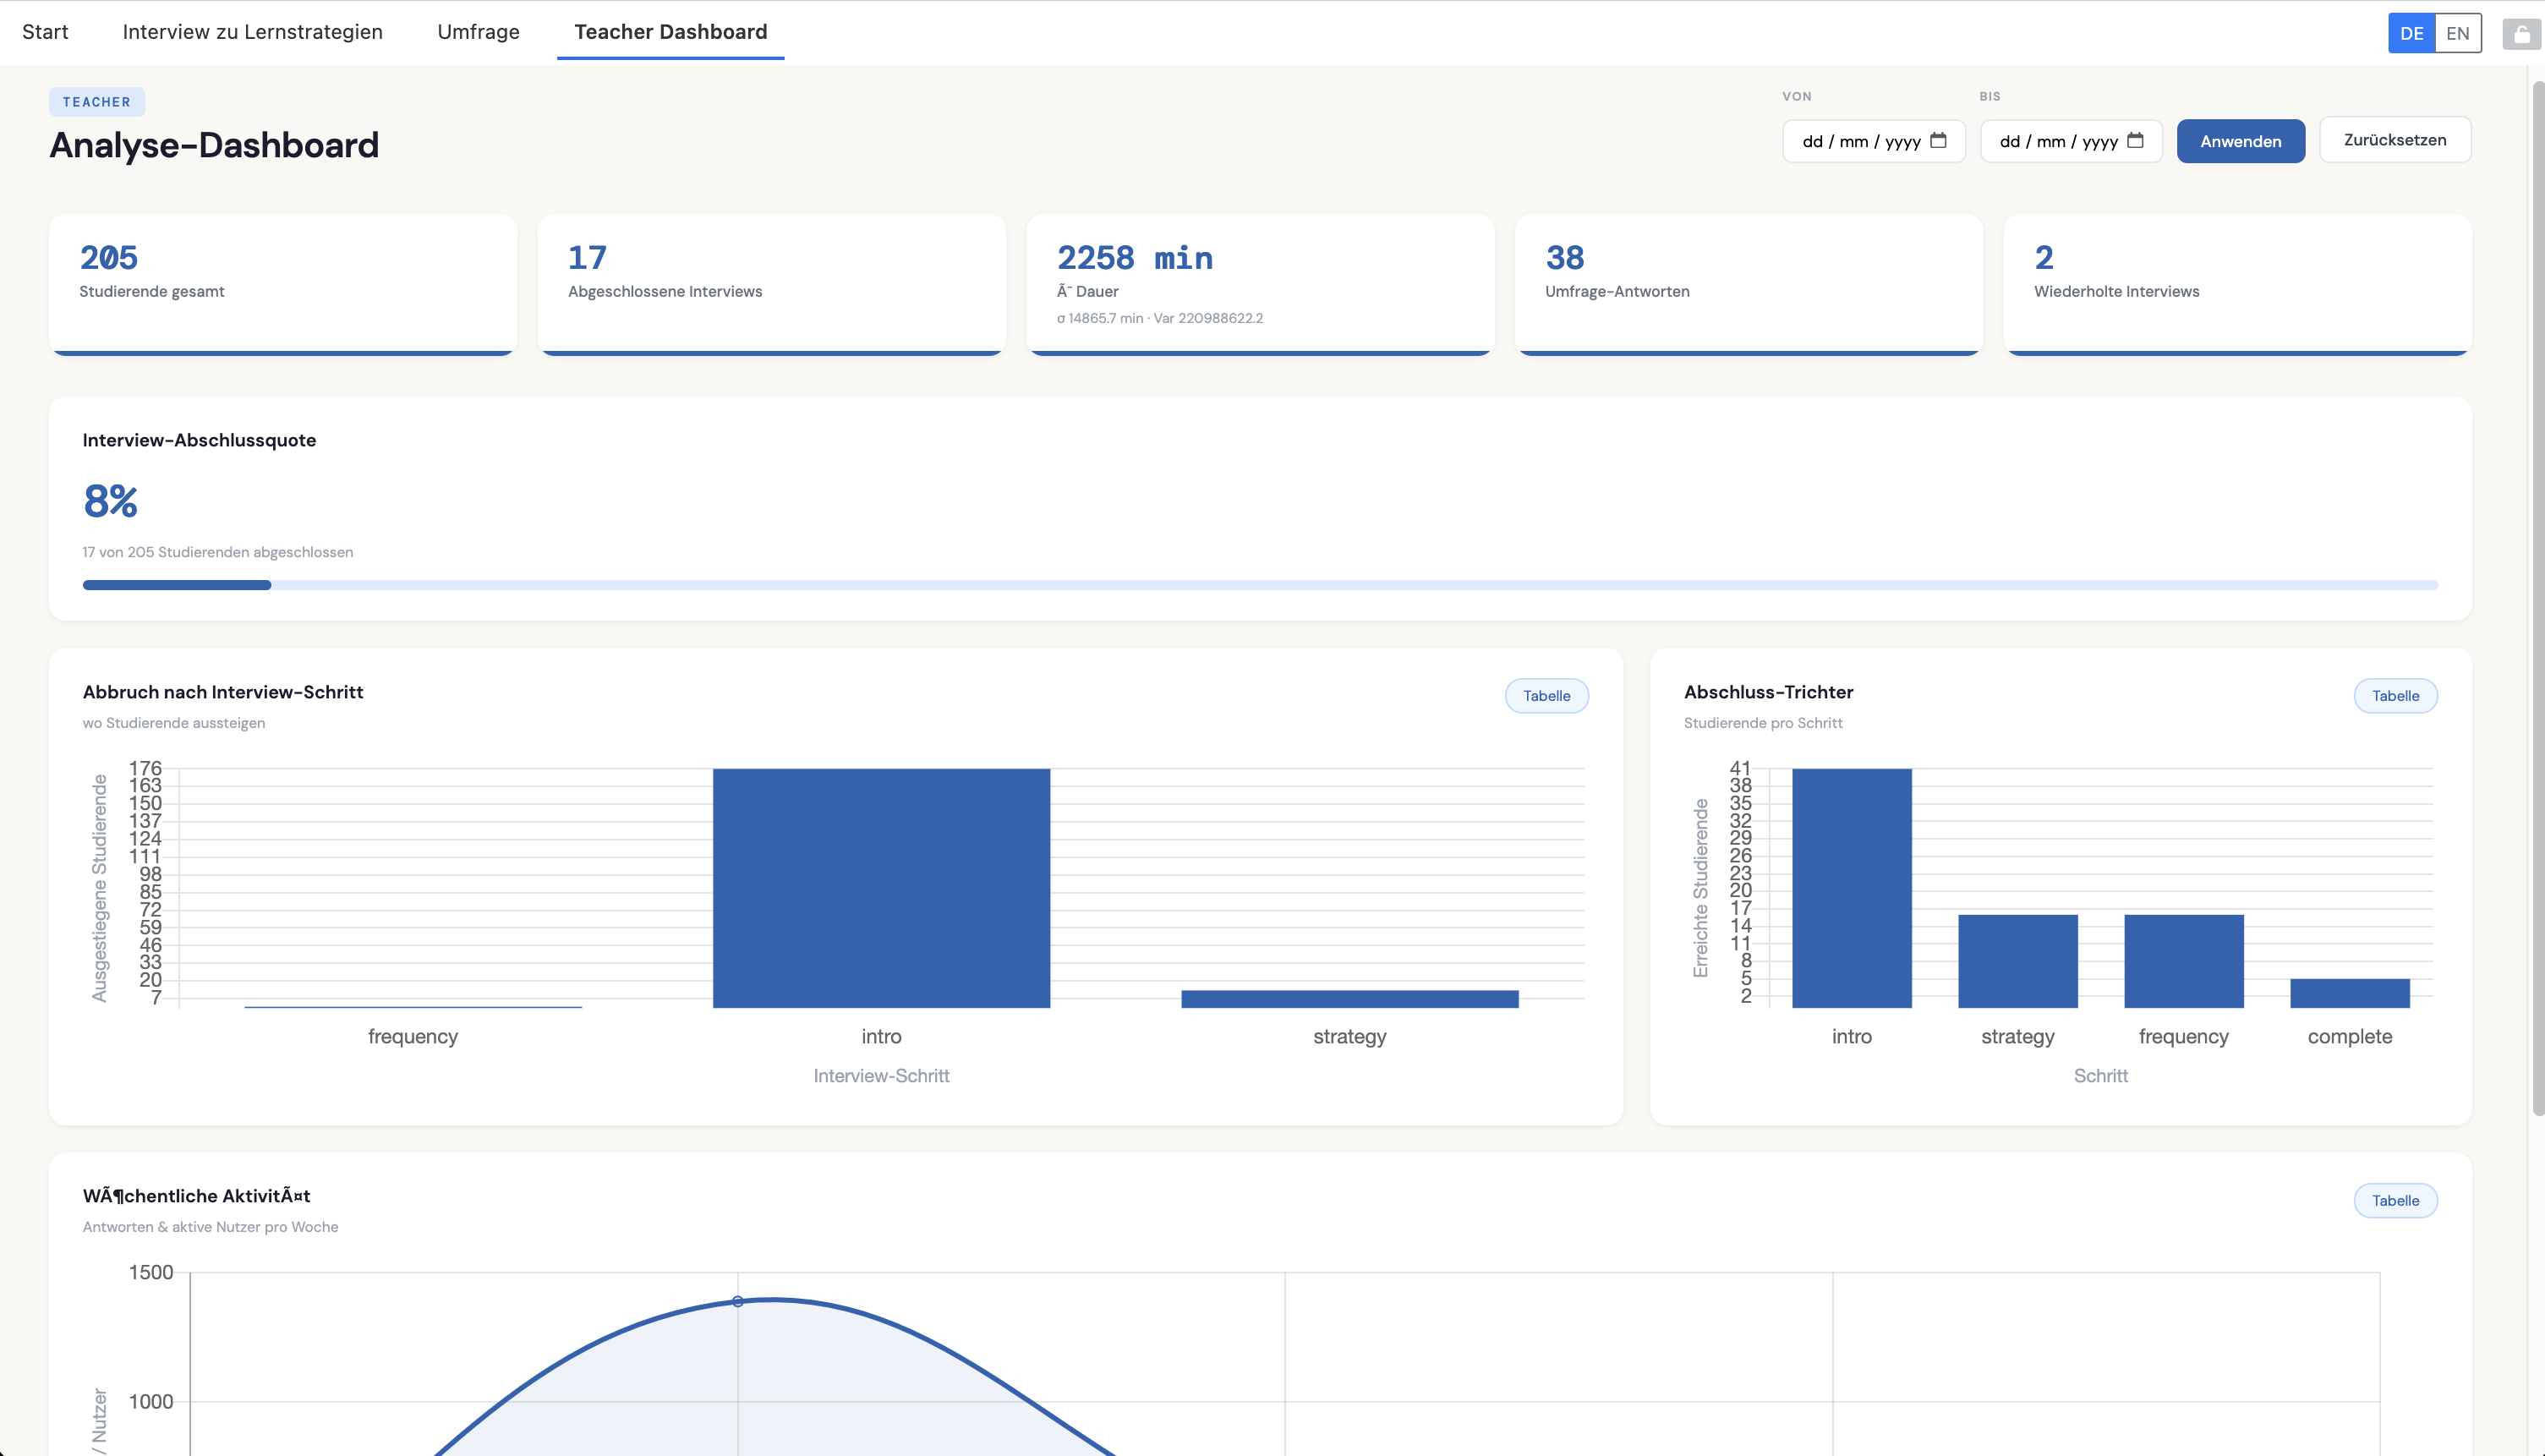 Start
Interview zu Lernstrategien
Umfrage
Teacher Dashboard
DE
EN
TEACHER
Analyse-Dashboard
VON
BIS
dd / mm / yyyy
dd / mm / yyyy
Anwenden
Zurücksetzen
205
Studierende gesamt
17
Abgeschlossene Interviews
2258 min
Ã˜ Dauer
σ 14865.7 min · Var 220988622.2
38
Umfrage-Antworten
2
Wiederholte Interviews
Interview-Abschlussquote
8%
17 von 205 Studierenden abgeschlossen
Abbruch nach Interview-Schritt
wo Studierende aussteigen
Tabelle
Ausgestiegene Studierende
176
163
150
137
124
111
98
85
72
59
46
33
20
7
frequency
intro
strategy
Interview-Schritt
Abschluss-Trichter
Studierende pro Schritt
Tabelle
Erreichte Studierende
41
38
35
32
29
26
23
20
17
14
11
8
5
2
intro
strategy
frequency
complete
Schritt
WÃ¶chentliche AktivitÃ¤t
Antworten & aktive Nutzer pro Woche
Tabelle
1500
1000
/ Nutzer